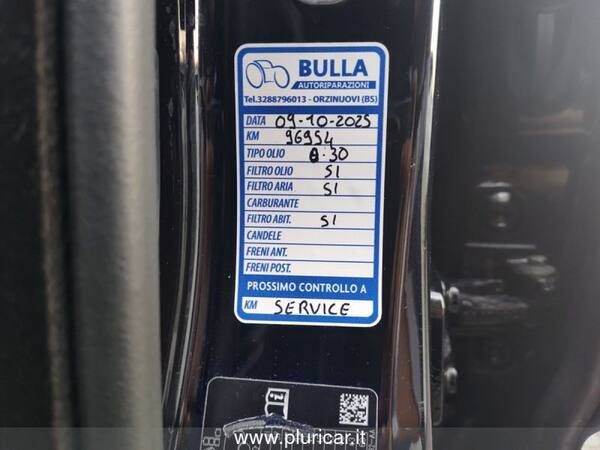 BULLA
AUTORIPARAZIONI
Tel.3288796013 - ORZINUOVI (BS)
DATA 09-10-2025
KM 96954
TIPO OLIO 0.30
FILTRO OLIO SI
FILTRO ARIA SI
CARBURANTE
FILTRO ABIT. SI
CANDELE
FRENI ANT.
FRENI POST.
PROSSIMO CONTROLLO A
KM SERVICE
www.pluricar.it